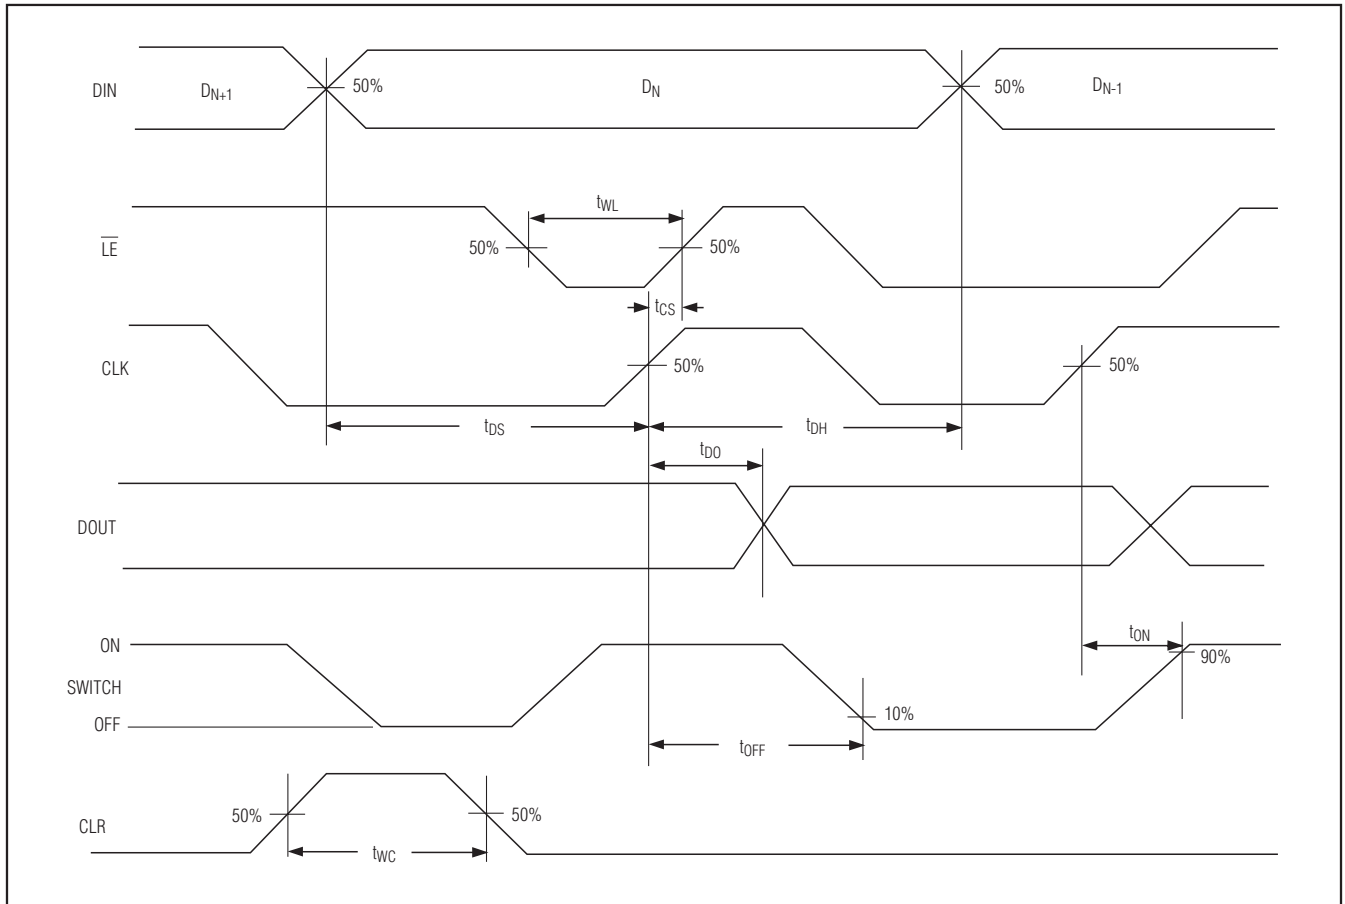 DIN
D_N+1
50%
D_N
50%
D_N-1
t_WL
L̅E̅
50%
50%
t_CS
CLK
50%
50%
t_DS
t_DH
t_DO
DOUT
ON
t_ON
90%
SWITCH
OFF
10%
t_OFF
50%
50%
CLR
t_WC